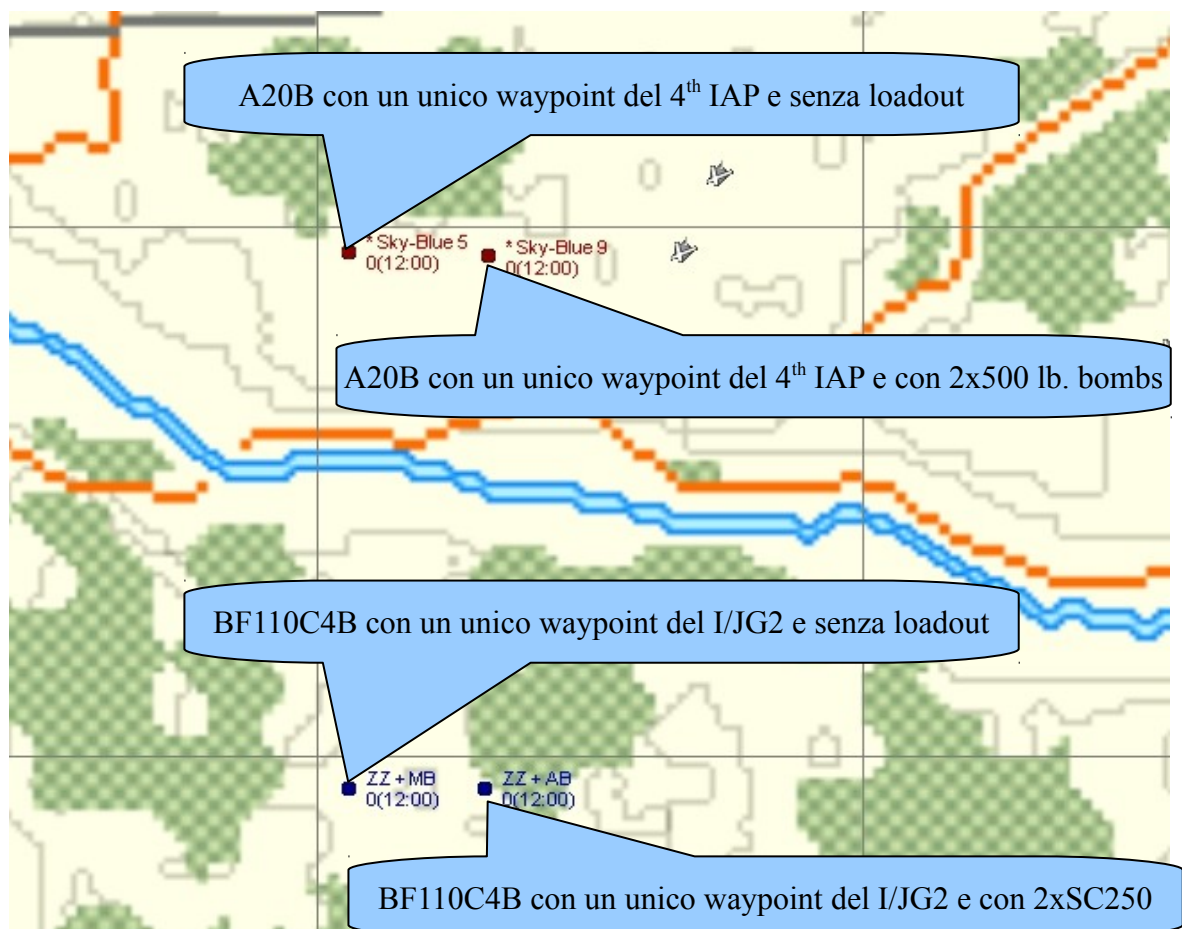 A20B con un unico waypoint del 4th IAP e senza loadout
* Sky-Blue 5
0(12:00)
* Sky-Blue 9
0(12:00)
A20B con un unico waypoint del 4th IAP e con 2x500 lb. bombs
BF110C4B con un unico waypoint del I/JG2 e senza loadout
ZZ + MB
0(12:00)
ZZ + AB
0(12:00)
BF110C4B con un unico waypoint del I/JG2 e con 2xSC250